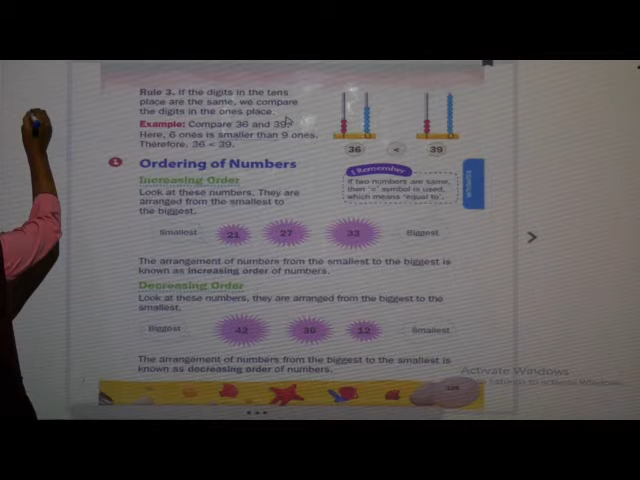 Rule 3. If the digits in the tens
place are the same, we compare
the digits in the ones place.
Example: Compare 36 and 39.
Here, 6 ones is smaller than 9 ones.
Therefore, 36 < 39.
36 < 39
Ordering of Numbers
I Remember
If two numbers are same,
then '=' symbol is used,
which means 'equal to'.
Increasing Order
Look at these numbers. They are
arranged from the smallest to
the biggest.
Smallest 21 27 33 Biggest
The arrangement of numbers from the smallest to the biggest is
known as increasing order of numbers.
Decreasing Order
Look at these numbers, they are arranged from the biggest to the
smallest.
Biggest 42 36 12 Smallest
The arrangement of numbers from the biggest to the smallest is
known as decreasing order of numbers.
Activate Windows
to Settings to activate Windows.